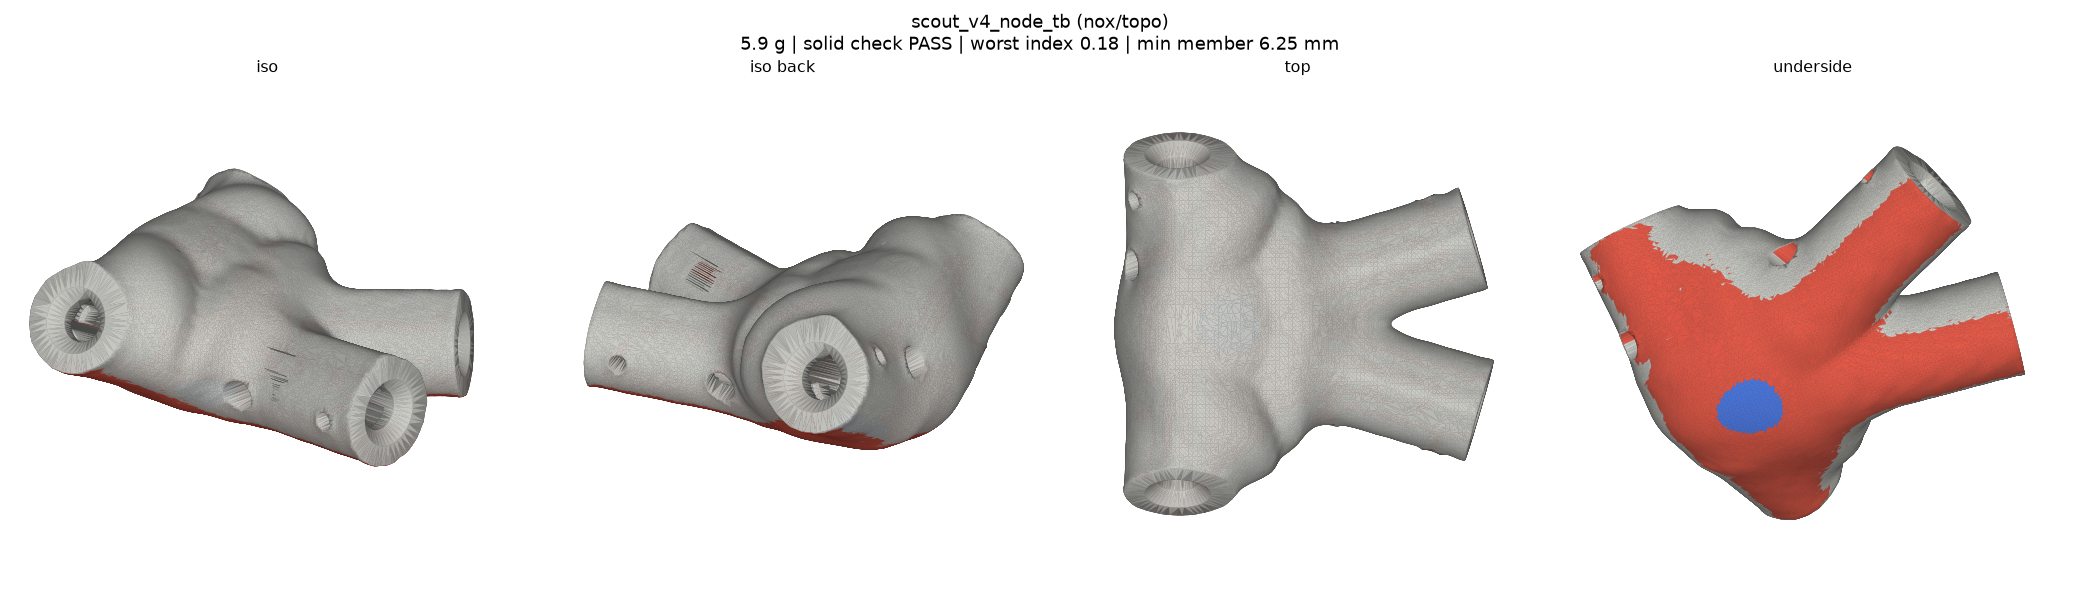 scout_v4_node_tb (nox/topo)
5.9 g | solid check PASS | worst index 0.18 | min member 6.25 mm
iso
iso back
top
underside